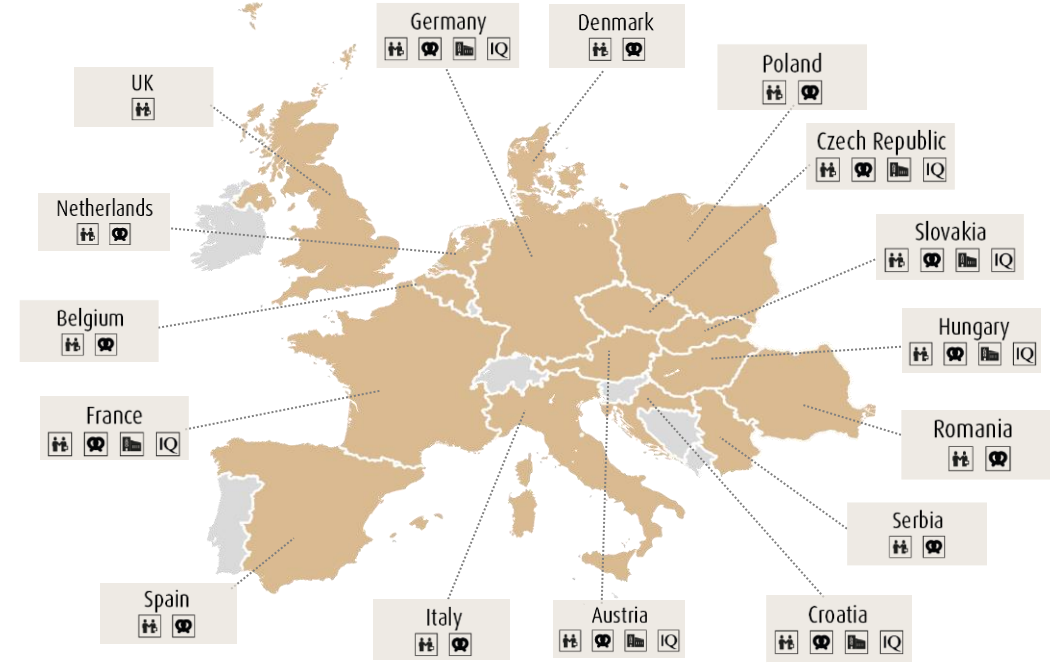 Germany
IQ
Denmark
UK
Poland
Czech Republic
IQ
Netherlands
Slovakia
IQ
Belgium
Hungary
IQ
France
IQ
Romania
Serbia
Spain
Italy
Austria
IQ
Croatia
IQ